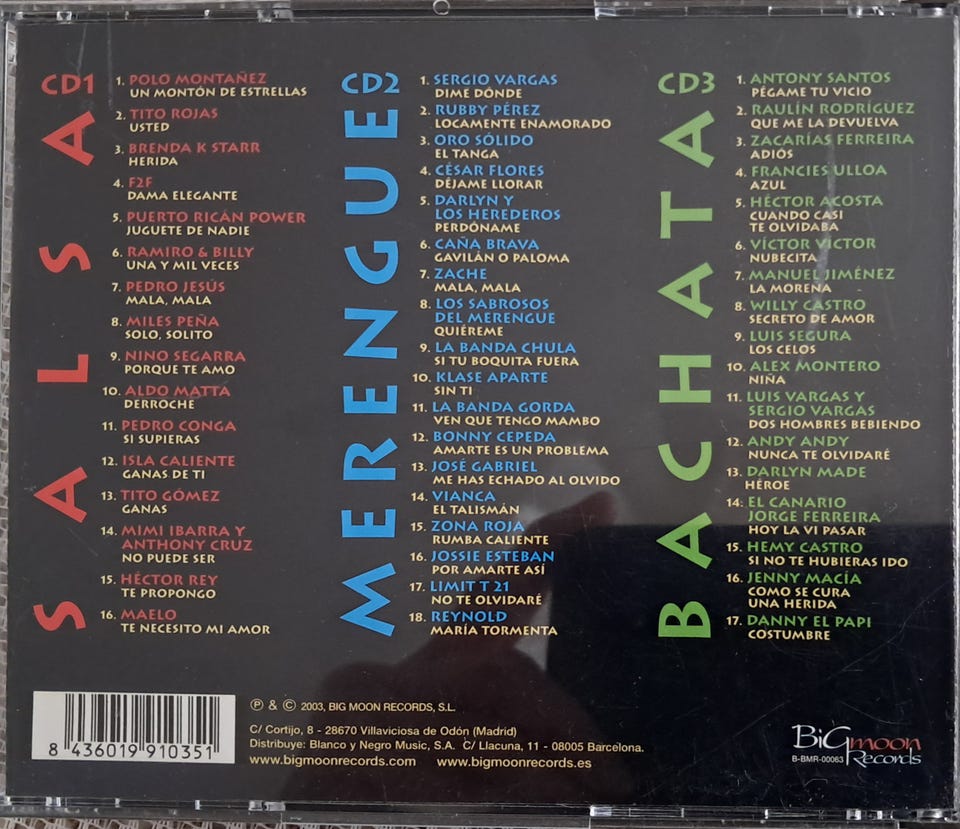 CD1
SALSA
1. POLO MONTAÑEZ
UN MONTÓN DE ESTRELLAS
2. TITO ROJAS
USTED
3. BRENDA K STARR
HERIDA
4. F2F
DAMA ELEGANTE
5. PUERTO RICÁN POWER
JUGUETE DE NADIE
6. RAMIRO & BILLY
UNA Y MIL VECES
7. PEDRO JESÚS
MALA, MALA
8. MILES PEÑA
SOLO, SOLITO
9. NINO SEGARRA
PORQUE TE AMO
10. ALDO MATTA
DERROCHE
11. PEDRO CONGA
SI SUPIERAS
12. ISLA CALIENTE
GANAS DE TI
13. TITO GÓMEZ
GANAS
14. MIMI IBARRA Y
ANTHONY CRUZ
NO PUEDE SER
15. HÉCTOR REY
TE PROPONGO
16. MAELO
TE NECESITO MI AMOR
CD2
MERENGUE
1. SERGIO VARGAS
DIME DÓNDE
2. RUBBY PÉREZ
LOCAMENTE ENAMORADO
3. ORO SÓLIDO
EL TANGA
4. CÉSAR FLORES
DÉJAME LLORAR
5. DARLYN Y
LOS HEREDEROS
PERDÓNAME
6. CAÑA BRAVA
GAVILÁN O PALOMA
7. ZACHE
MALA, MALA
8. LOS SABROSOS
DEL MERENGUE
QUIÉREME
9. LA BANDA CHULA
SI TU BOQUITA FUERA
10. KLASE APARTE
SIN TI
11. LA BANDA GORDA
VEN QUE TENGO MAMBO
12. BONNY CEPEDA
AMARTE ES UN PROBLEMA
13. JOSÉ GABRIEL
ME HAS ECHADO AL OLVIDO
14. VIANCA
EL TALISMÁN
15. ZONA ROJA
RUMBA CALIENTE
16. JOSSIE ESTEBAN
POR AMARTE ASÍ
17. LIMIT T 21
NO TE OLVIDARÉ
18. REYNOLD
MARÍA TORMENTA
CD3
BACHATA
1. ANTONY SANTOS
PÉGAME TU VICIO
2. RAULÍN RODRÍGUEZ
QUE ME LA DEVUELVA
3. ZACARÍAS FERREIRA
ADIÓS
4. FRANCIES ULLOA
AZUL
5. HÉCTOR ACOSTA
CUANDO CASI
TE OLVIDABA
6. VÍCTOR VÍCTOR
NUBECITA
7. MANUEL JIMÉNEZ
LA MORENA
8. WILLY CASTRO
SECRETO DE AMOR
9. LUIS SEGURA
LOS CELOS
10. ALEX MONTERO
NIÑA
11. LUIS VARGAS Y
SERGIO VARGAS
DOS HOMBRES BEBIENDO
12. ANDY ANDY
NUNCA TE OLVIDARÉ
13. DARLYN MADE
HÉROE
14. EL CANARIO
JORGE FERREIRA
HOY LA VI PASAR
15. HEMY CASTRO
SI NO TE HUBIERAS IDO
16. JENNY MACÍA
COMO SE CURA
UNA HERIDA
17. DANNY EL PAPI
COSTUMBRE
8 436019 910351
℗ & © 2003, BIG MOON RECORDS, S.L.
C/ Cortijo, 8 - 28670 Villaviciosa de Odón (Madrid)
Distribuye: Blanco y Negro Music, S.A. C/ Llacuna, 11 - 08005 Barcelona.
www.bigmoonrecords.com www.bigmoonrecords.es
BiG moon
Records
B-BMR-00063